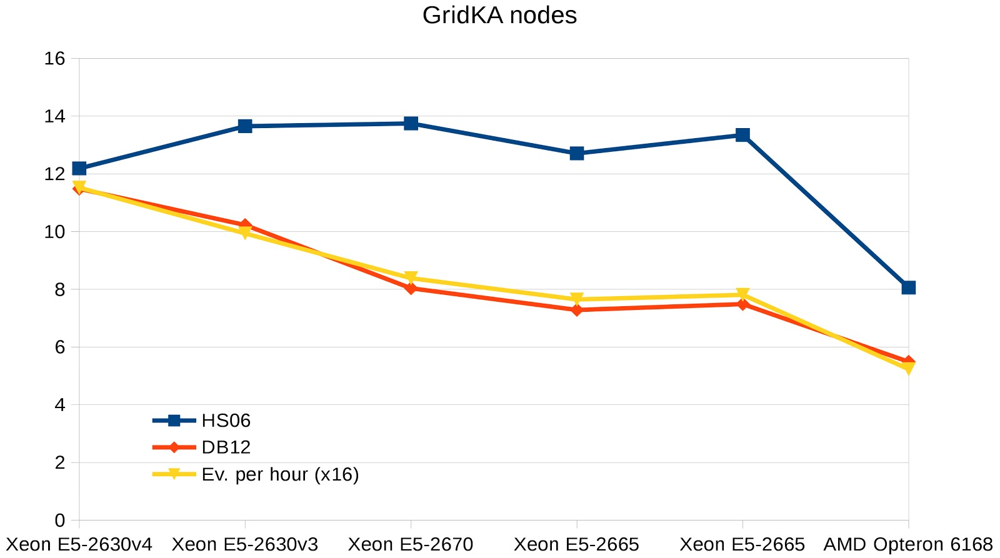 GridKA nodes
16
14
12
10
8
6
4
2
0
HS06
DB12
Ev. per hour (x16)
Xeon E5-2630v4 Xeon E5-2630v3 Xeon E5-2670 Xeon E5-2665 Xeon E5-2665 AMD Opteron 6168